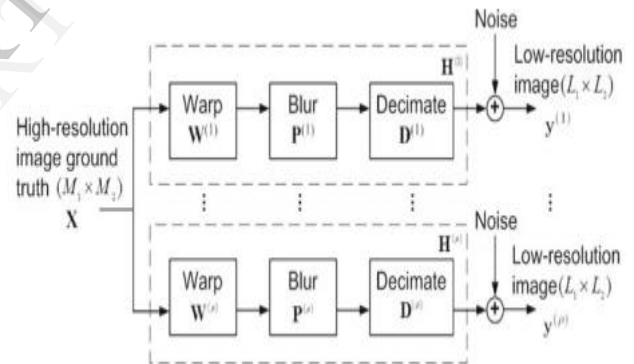 Noise
Low-resolution
image(L₁ × L₂)
y⁽¹⁾
H⁽¹⁾
Warp
W⁽¹⁾
Blur
P⁽¹⁾
Decimate
D⁽¹⁾
+
High-resolution
image ground
truth (M₁ × M₂)
X
Noise
Low-resolution
image(L₁ × L₂)
y⁽ᵖ⁾
H⁽ᵖ⁾
Warp
W⁽ᵖ⁾
Blur
P⁽ᵖ⁾
Decimate
D⁽ᵖ⁾
+